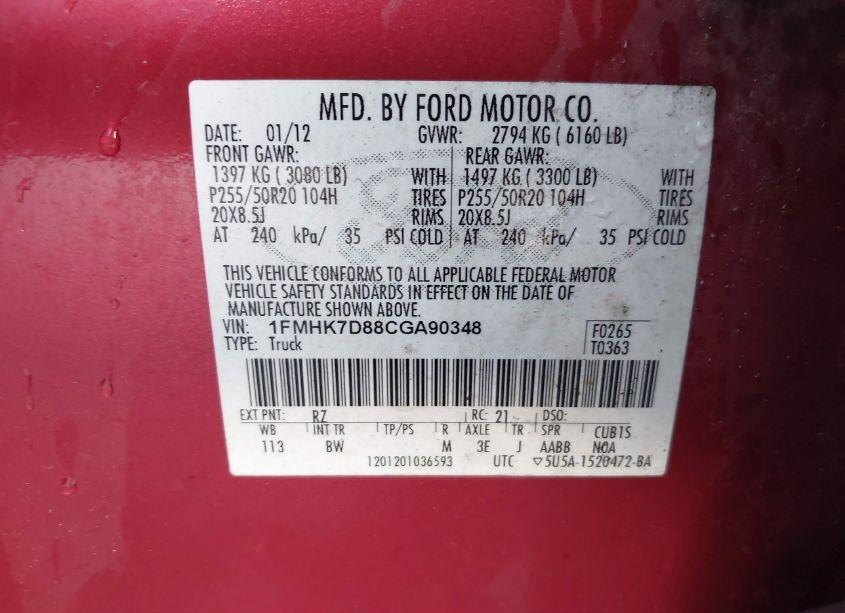 MFD. BY FORD MOTOR CO.
DATE: 01/12 GVWR: 2794 KG ( 6160 LB)
FRONT GAWR: REAR GAWR:
1397 KG ( 3080 LB) WITH 1497 KG ( 3300 LB) WITH
P255/50R20 104H TIRES P255/50R20 104H TIRES
20X8.5J RIMS 20X8.5J RIMS
AT 240 kPa/ 35 PSI COLD AT 240 kPa/ 35 PSI COLD
THIS VEHICLE CONFORMS TO ALL APPLICABLE FEDERAL MOTOR
VEHICLE SAFETY STANDARDS IN EFFECT ON THE DATE OF
MANUFACTURE SHOWN ABOVE.
VIN: 1FMHK7D88CGA90348 F0265
TYPE: Truck T0363
EXT PNT: RZ RC: 21 DSO:
WB INT TR TP/PS R AXLE TR SPR CUBTS
113 BW M 3E J AABB NOA
1201201036593 UTC ▽5U5A-1520472-BA